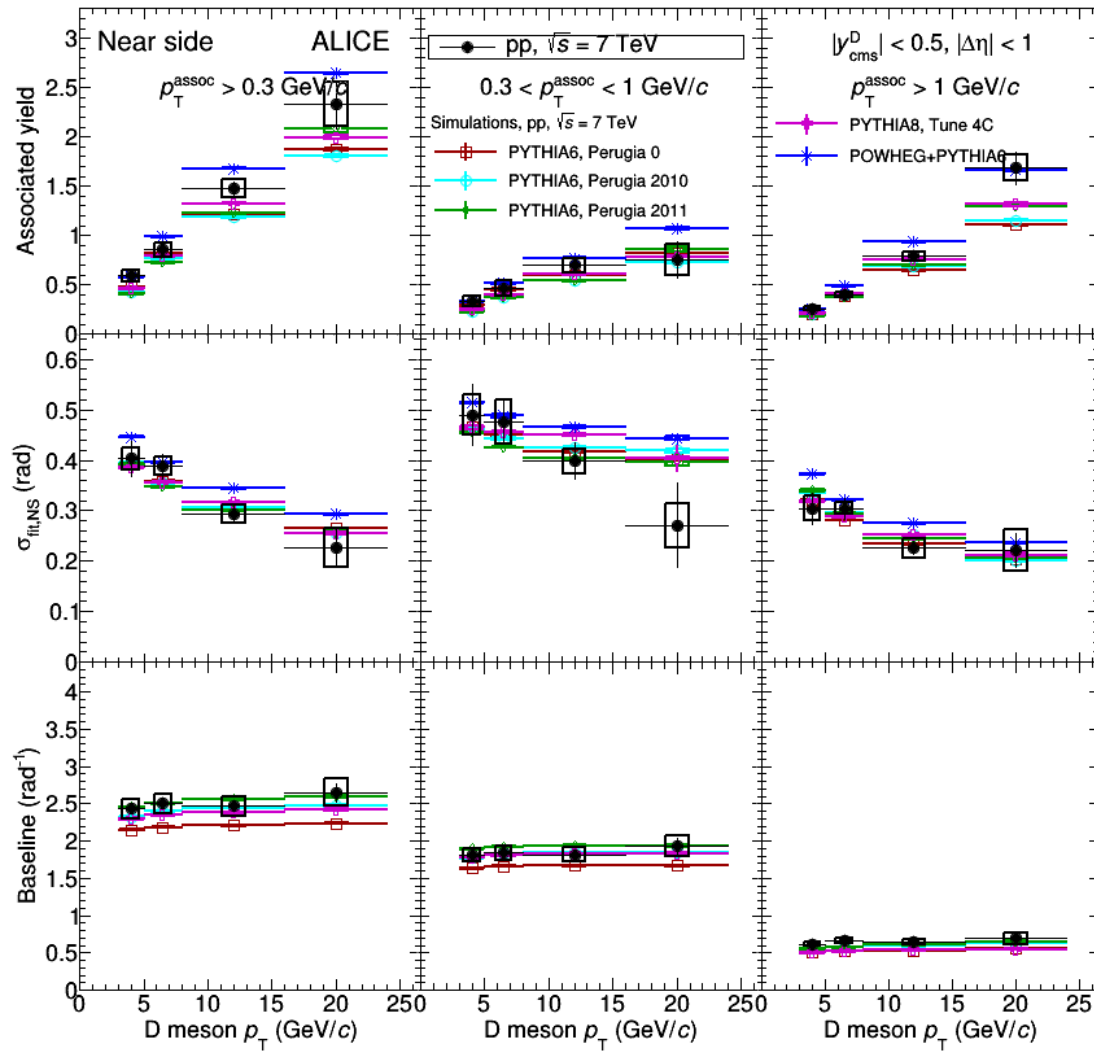 Near side ALICE
p_T^assoc > 0.3 GeV/c
pp, √s = 7 TeV
0.3 < p_T^assoc < 1 GeV/c
Simulations, pp, √s = 7 TeV
PYTHIA6, Perugia 0
PYTHIA6, Perugia 2010
PYTHIA6, Perugia 2011
|y_cms^D| < 0.5, |Δη| < 1
p_T^assoc > 1 GeV/c
PYTHIA8, Tune 4C
POWHEG+PYTHIA6
Associated yield
3
2.5
2
1.5
1
0.5
0
σ_fit,NS (rad)
0.6
0.5
0.4
0.3
0.2
0.1
0
Baseline (rad⁻¹)
4
3.5
3
2.5
2
1.5
1
0.5
0
0 5 10 15 20 25
5 10 15 20 25
5 10 15 20 25
D meson p_T (GeV/c)
D meson p_T (GeV/c)
D meson p_T (GeV/c)